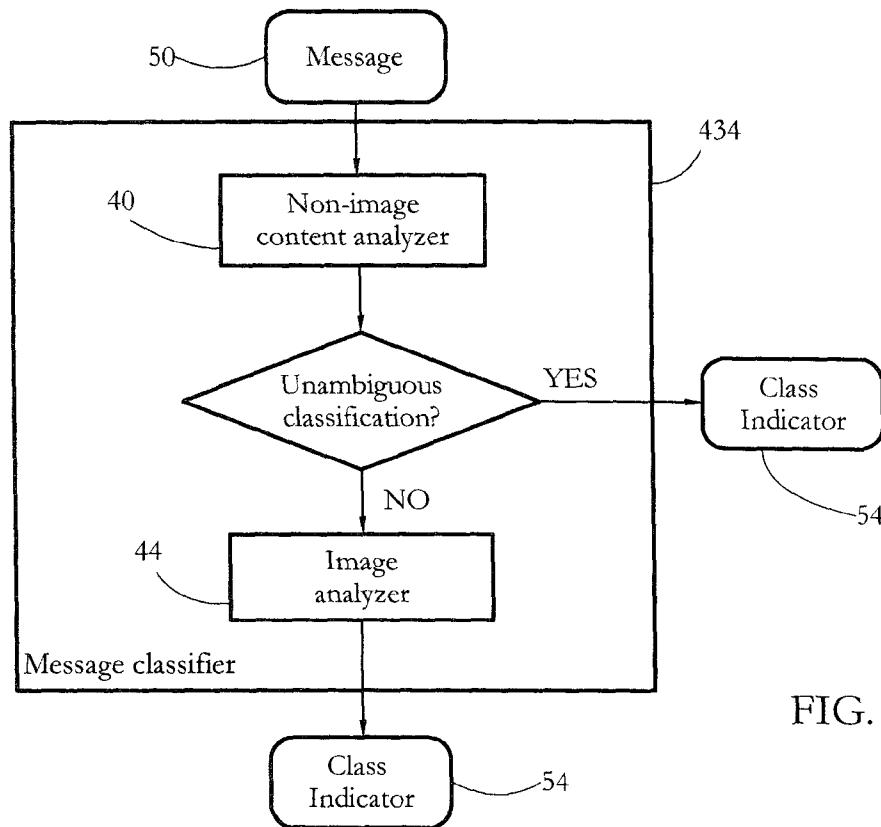 50
Message
434
40
Non-image
content analyzer
Unambiguous
classification?
YES
Class
Indicator
54
NO
44
Image
analyzer
Message classifier
FIG.
Class
Indicator
54